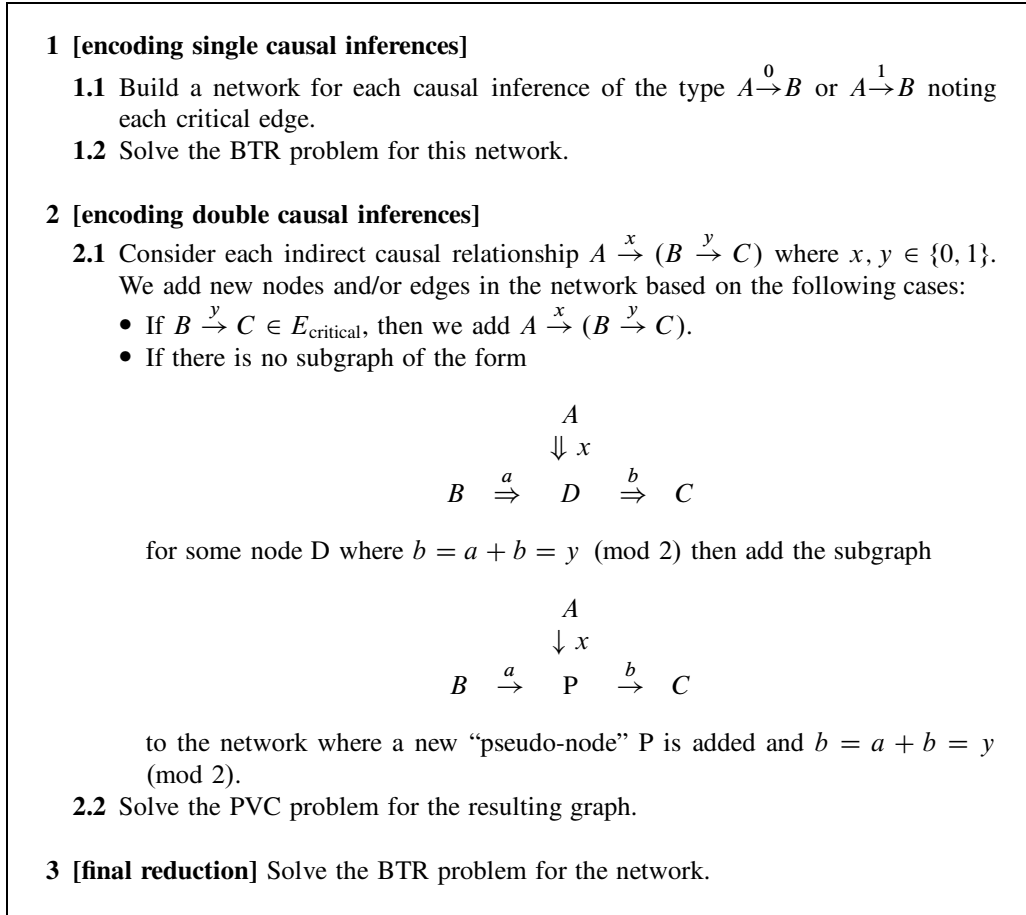 1 [encoding single causal inferences]
1.1 Build a network for each causal inference of the type A →^0 B or A →^1 B noting
each critical edge.
1.2 Solve the BTR problem for this network.
2 [encoding double causal inferences]
2.1 Consider each indirect causal relationship A →^x (B →^y C) where x, y ∈ {0, 1}.
We add new nodes and/or edges in the network based on the following cases:
• If B →^y C ∈ E_critical, then we add A →^x (B →^y C).
• If there is no subgraph of the form
A
⇓ x
B ⇒^a D ⇒^b C
for some node D where b = a + b = y (mod 2) then add the subgraph
A
↓ x
B →^a P →^b C
to the network where a new “pseudo-node” P is added and b = a + b = y
(mod 2).
2.2 Solve the PVC problem for the resulting graph.
3 [final reduction] Solve the BTR problem for the network.